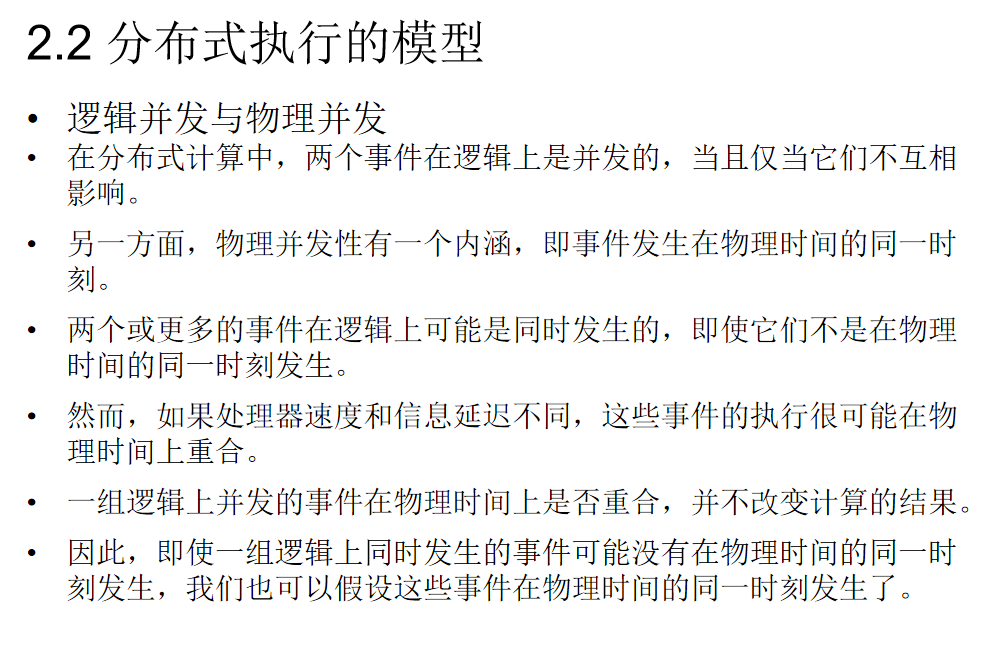 2.2 分布式执行的模型
• 逻辑并发与物理并发
• 在分布式计算中，两个事件在逻辑上是并发的，当且仅当它们不互相
影响。
• 另一方面，物理并发性有一个内涵，即事件发生在物理时间的同一时
刻。
• 两个或更多的事件在逻辑上可能是同时发生的，即使它们不是在物理
时间的同一时刻发生。
• 然而，如果处理器速度和信息延迟不同，这些事件的执行很可能在物
理时间上重合。
• 一组逻辑上并发的事件在物理时间上是否重合，并不改变计算的结果。
• 因此，即使一组逻辑上同时发生的事件可能没有在物理时间的同一时
刻发生，我们也可以假设这些事件在物理时间的同一时刻发生了。